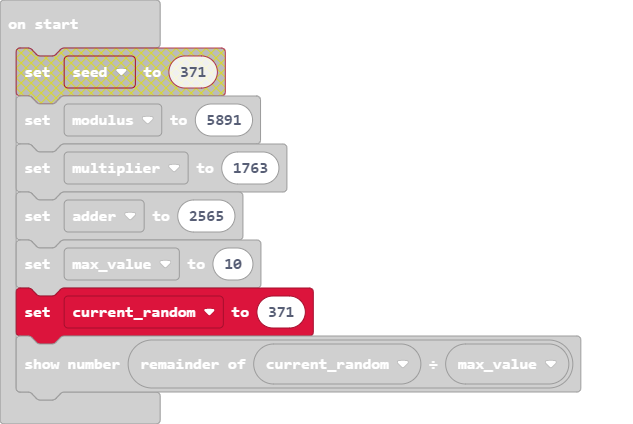 on start
set seed to 371
set modulus to 5891
set multiplier to 1763
set adder to 2565
set max_value to 10
set current_random to 371
show number remainder of current_random ÷ max_value